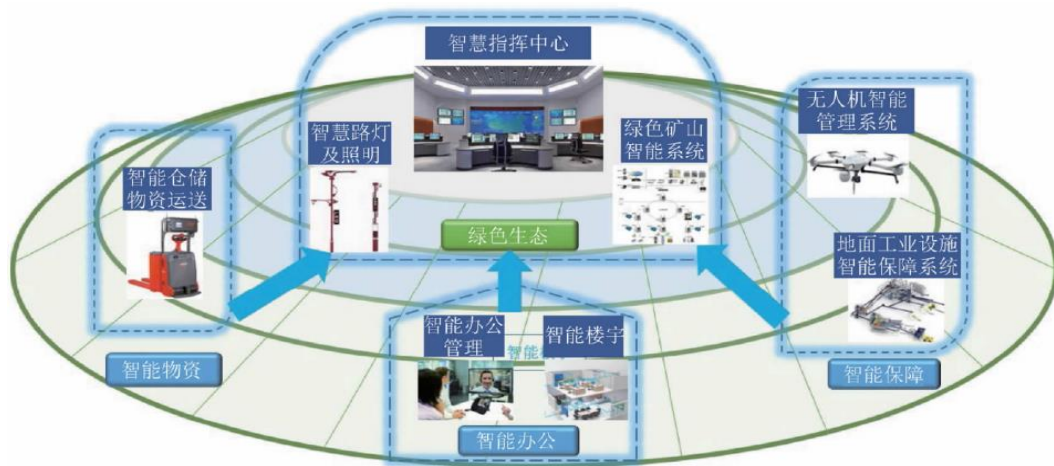 智慧指挥中心
无人机智能
管理系统
智慧路灯
及照明
绿色矿山
智能系统
智能仓储
物资运送
绿色生态
地面工业设施
智能保障系统
智能办公
管理
智能楼宇
智能
智能物资
智能保障
智能办公